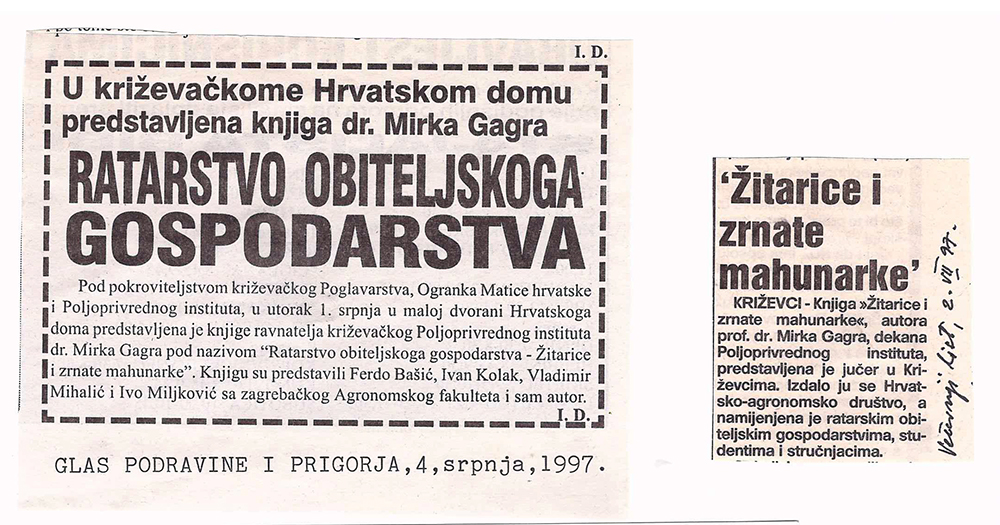 I. D.
U križevačkome Hrvatskom domu
predstavljena knjiga dr. Mirka Gagra
RATARSTVO OBITELJSKOGA
GOSPODARSTVA
Pod pokroviteljstvom križevačkog Poglavarstva, Ogranka Matice hrvatske
i Poljoprivrednog instituta, u utorak 1. srpnja u maloj dvorani Hrvatskoga
doma predstavljena je knjige ravnatelja križevačkog Poljoprivrednog instituta
dr. Mirka Gagra pod nazivom “Ratarstvo obiteljskoga gospodarstva - Žitarice
i zrnate mahunarke”. Knjigu su predstavili Ferdo Bašić, Ivan Kolak, Vladimir
Mihalić i Ivo Miljković sa zagrebačkog Agronomskog fakulteta i sam autor.
I. D.
GLAS PODRAVINE I PRIGORJA,4,srpnja,1997.
‘Žitarice i
zrnate
mahunarke’
KRIŽEVCI - Knjiga »Žitarice i
zrnate mahunarke«, autora
prof. dr. Mirka Gagra, dekana
Poljoprivrednog instituta,
predstavljena je jučer u Kri-
ževcima. Izdalo ju se Hrvat-
sko-agronomsko društvo, a
namijenjena je ratarskim obi-
teljskim gospodarstvima, stu-
dentima i stručnjacima.
Večernji list, 2. VII 97.